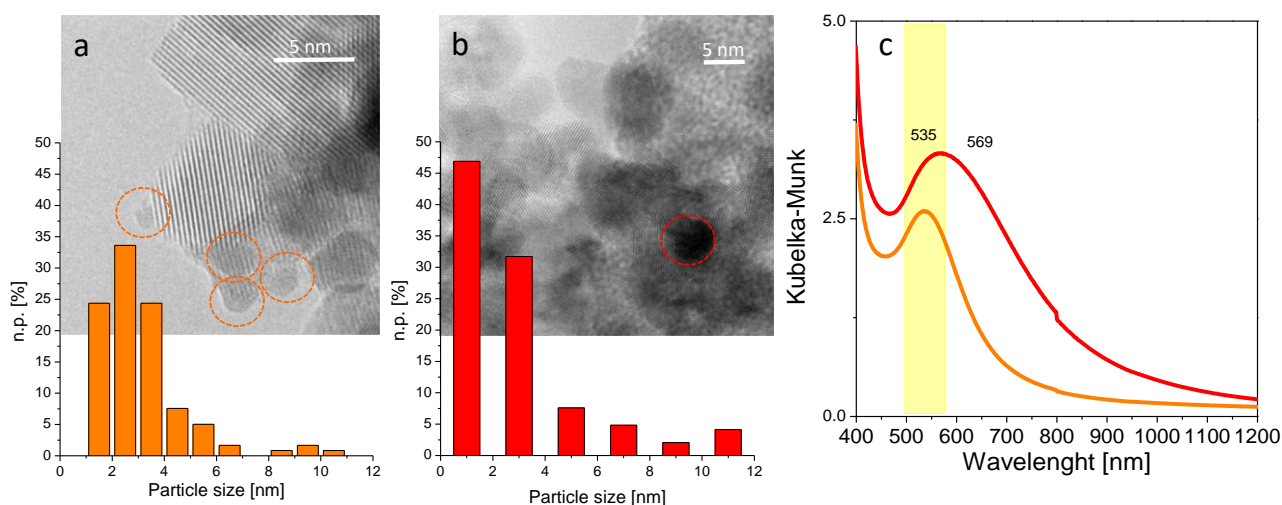 a
5 nm
n.p. [%]
50
45
40
35
30
25
20
15
10
5
0
0 2 4 6 8 10 12
Particle size [nm]
b
5 nm
n.p. [%]
50
45
40
35
30
25
20
15
10
5
0
0 2 4 6 8 10 12
Particle size [nm]
c
535
569
Kubelka-Munk
5.0
2.5
0.0
400 500 600 700 800 900 1000 1100 1200
Wavelenght [nm]